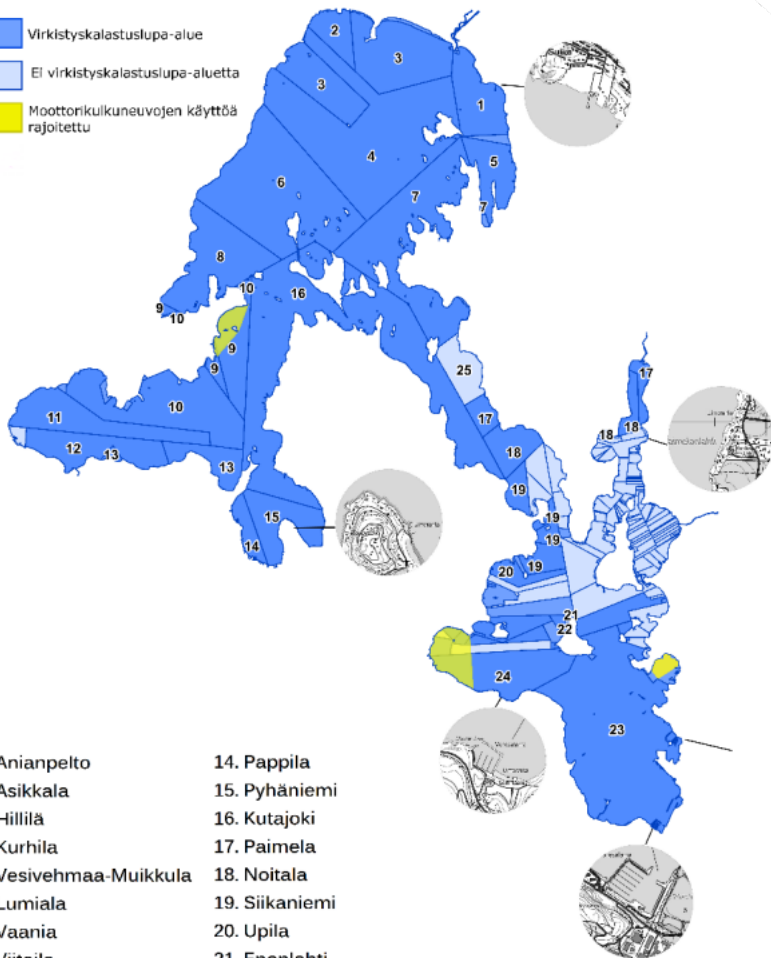 Virkistyskalastuslupa-alue
Ei virkistyskalastuslupa-aluetta
Moottorikulkuneuvojen käyttöä
rajoitettu
2
3
3
1
4
5
6
7
7
8
10
16
9
10
9
9
25
17
11
10
17
18
18
12
13
13
18
19
15
19
14
19
20
19
21
22
24
23
Anianpelto
Asikkala
Hillilä
Kurhila
Vesivehmaa-Muikkula
Lumiala
Vaania
14. Pappila
15. Pyhäniemi
16. Kutajoki
17. Paimela
18. Noitala
19. Siikaniemi
20. Upila